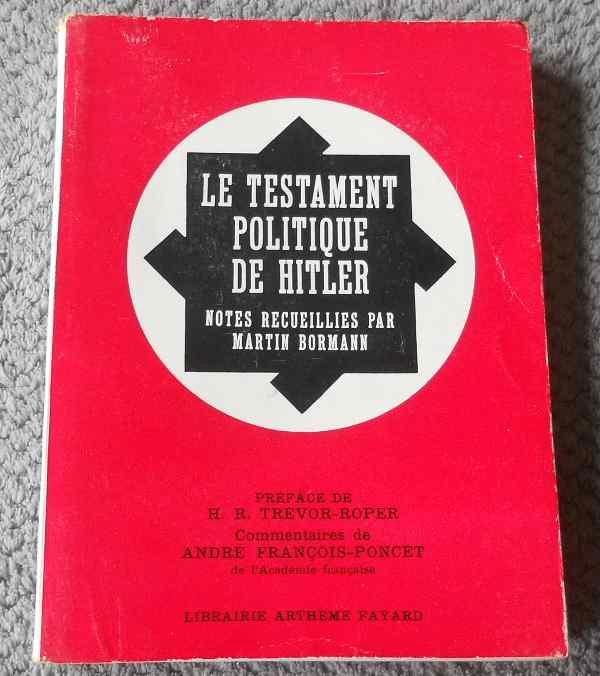 LE TESTAMENT
POLITIQUE
DE HITLER
NOTES RECUEILLIES PAR
MARTIN BORMANN
PRÉFACE DE
H. R. TREVOR-ROPER
Commentaires de
ANDRÉ FRANÇOIS-PONCET
de l'Académie française
LIBRAIRIE ARTHÈME FAYARD